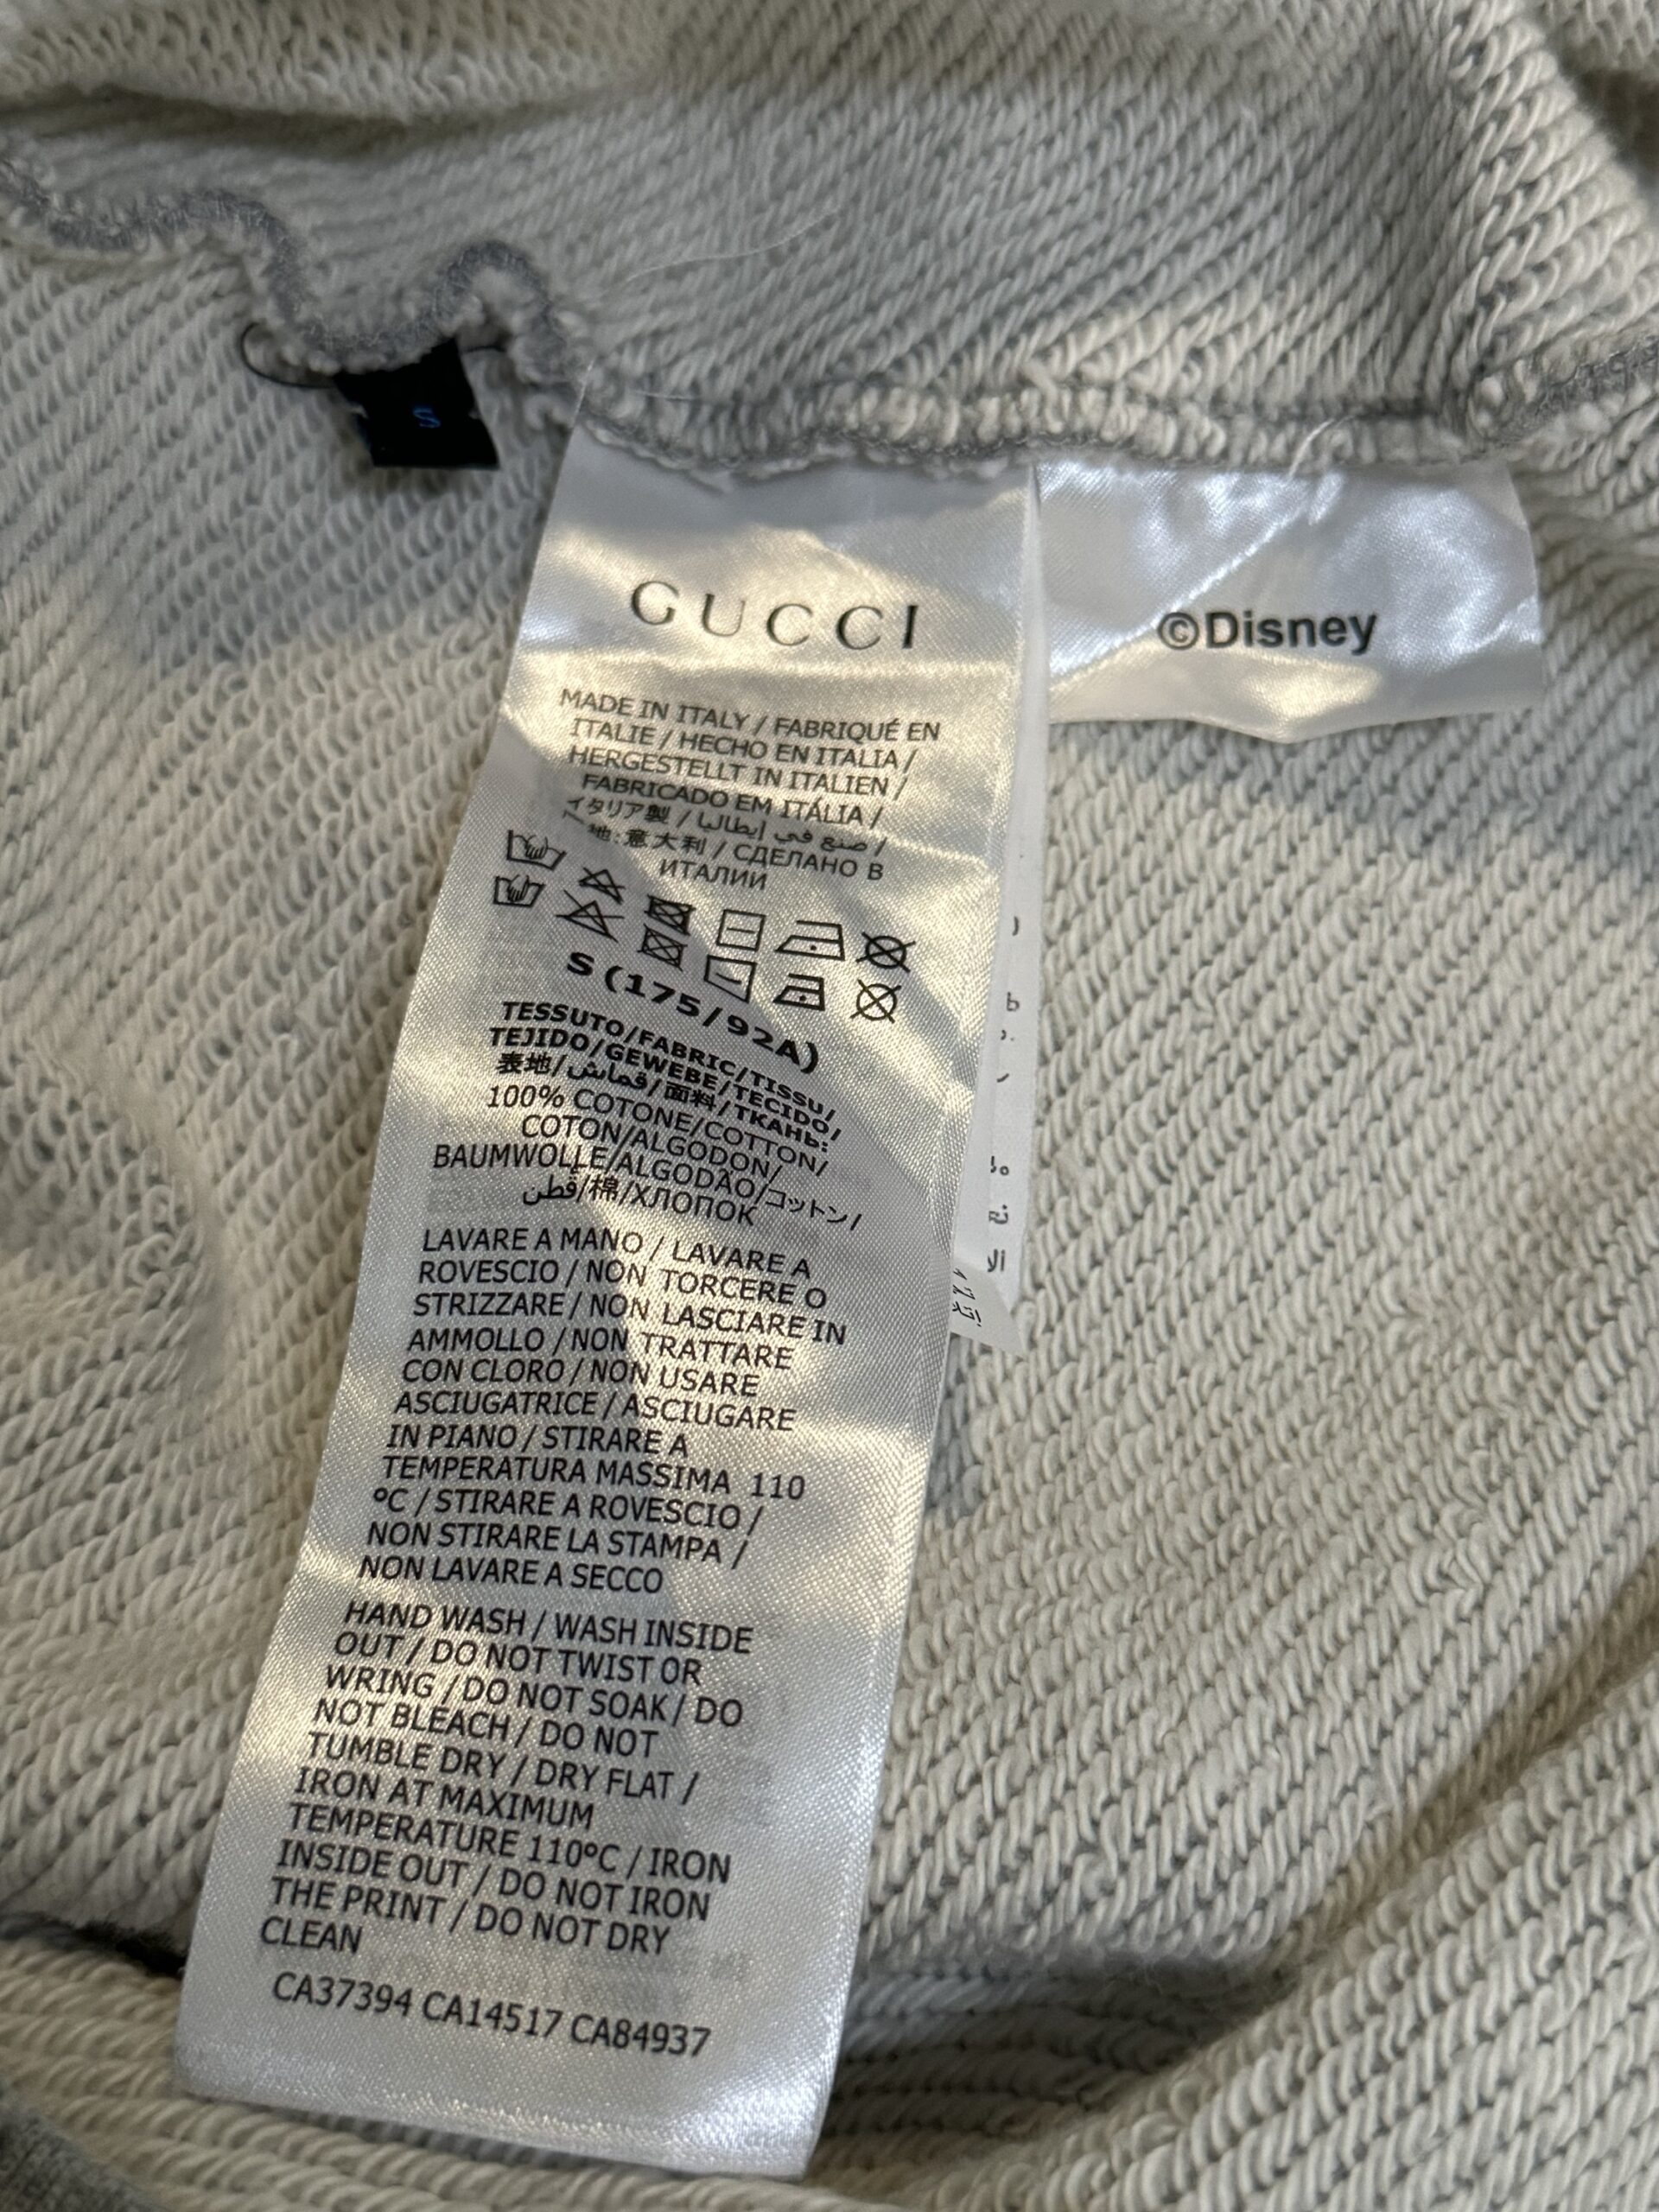 S
GUCCI
©Disney
MADE IN ITALY / FABRIQUÉ EN
ITALIE / HECHO EN ITALIA /
HERGESTELLT IN ITALIEN /
FABRICADO EM ITÁLIA /
イタリア製 / صنع في إيطاليا /
地: 意大利 / СДЕЛАНО В
ИТАЛИИ
S (175/92A)
TESSUTO/FABRIC/TISSU/
TEJIDO/GEWEBE/TECIDO/
表地/قماش/面料/ТКАНЬ:
100% COTONE/COTTON/
COTON/ALGODON/
BAUMWOLLE/ALGODÃO/コットン/
قطن/棉/ХЛОПОК
LAVARE A MANO / LAVARE A
ROVESCIO / NON TORCERE O
STRIZZARE / NON LASCIARE IN
AMMOLLO / NON TRATTARE
CON CLORO / NON USARE
ASCIUGATRICE / ASCIUGARE
IN PIANO / STIRARE A
TEMPERATURA MASSIMA 110
°C / STIRARE A ROVESCIO /
NON STIRARE LA STAMPA /
NON LAVARE A SECCO
HAND WASH / WASH INSIDE
OUT / DO NOT TWIST OR
WRING / DO NOT SOAK / DO
NOT BLEACH / DO NOT
TUMBLE DRY / DRY FLAT /
IRON AT MAXIMUM
TEMPERATURE 110°C / IRON
INSIDE OUT / DO NOT IRON
THE PRINT / DO NOT DRY
CLEAN
CA37394 CA14517 CA84937